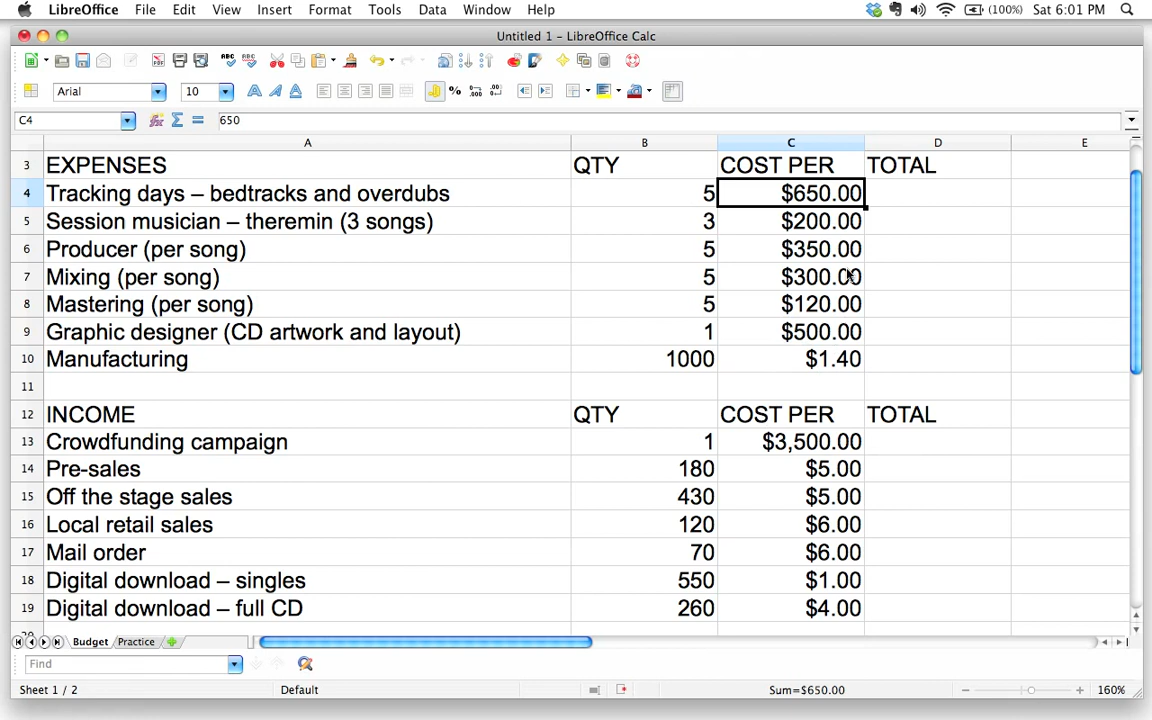 LibreOffice File Edit View Insert Format Tools Data Window Help (100%) Sat 6:01 PM
Untitled 1 - LibreOffice Calc
Arial 10
C4 650
A B C D E
3 EXPENSES QTY COST PER TOTAL
4 Tracking days – bedtracks and overdubs 5 $650.00
5 Session musician – theremin (3 songs) 3 $200.00
6 Producer (per song) 5 $350.00
7 Mixing (per song) 5 $300.00
8 Mastering (per song) 5 $120.00
9 Graphic designer (CD artwork and layout) 1 $500.00
10 Manufacturing 1000 $1.40
11
12 INCOME QTY COST PER TOTAL
13 Crowdfunding campaign 1 $3,500.00
14 Pre-sales 180 $5.00
15 Off the stage sales 430 $5.00
16 Local retail sales 120 $6.00
17 Mail order 70 $6.00
18 Digital download – singles 550 $1.00
19 Digital download – full CD 260 $4.00
Budget Practice
Find
Sheet 1 / 2 Default Sum=$650.00 160%